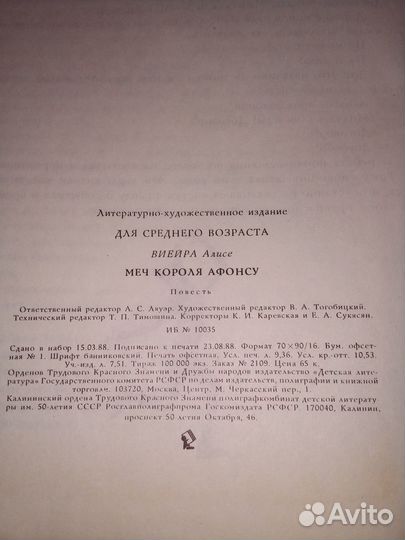 Литературно-художественное издание
ДЛЯ СРЕДНЕГО ВОЗРАСТА
ВИЕЙРА Алисе
МЕЧ КОРОЛЯ АФОНСУ
Повесть
Ответственный редактор Л. С. Ляуэр. Художественный редактор В. А. Тогобицкий.
Технический редактор Т. П. Тимошина. Корректоры К. И. Каревская и Е. А. Сукясян.
ИБ № 10035
Сдано в набор 15.03.88. Подписано к печати 23.08.88. Формат 70×90/16. Бум. офсет-
ная № 1. Шрифт банниковский. Печать офсетная. Усл. печ. л. 9,36. Усл. кр.-отт. 10,53.
Уч.-изд. л. 7,51. Тираж 100 000 экз. Заказ № 2109. Цена 65 к.
Орденов Трудового Красного Знамени и Дружбы народов издательство «Детская лите-
ратура» Государственного комитета РСФСР по делам издательств, полиграфии и книжной
торговли. 103720, Москва, Центр, М. Черкасский пер., 1.
Калининский ордена Трудового Красного Знамени полиграфкомбинат детской литерату-
ры им. 50-летия СССР Росглавполиграфпрома Госкомиздата РСФСР. 170040, Калинин,
проспект 50-летия Октября, 46.
Avito